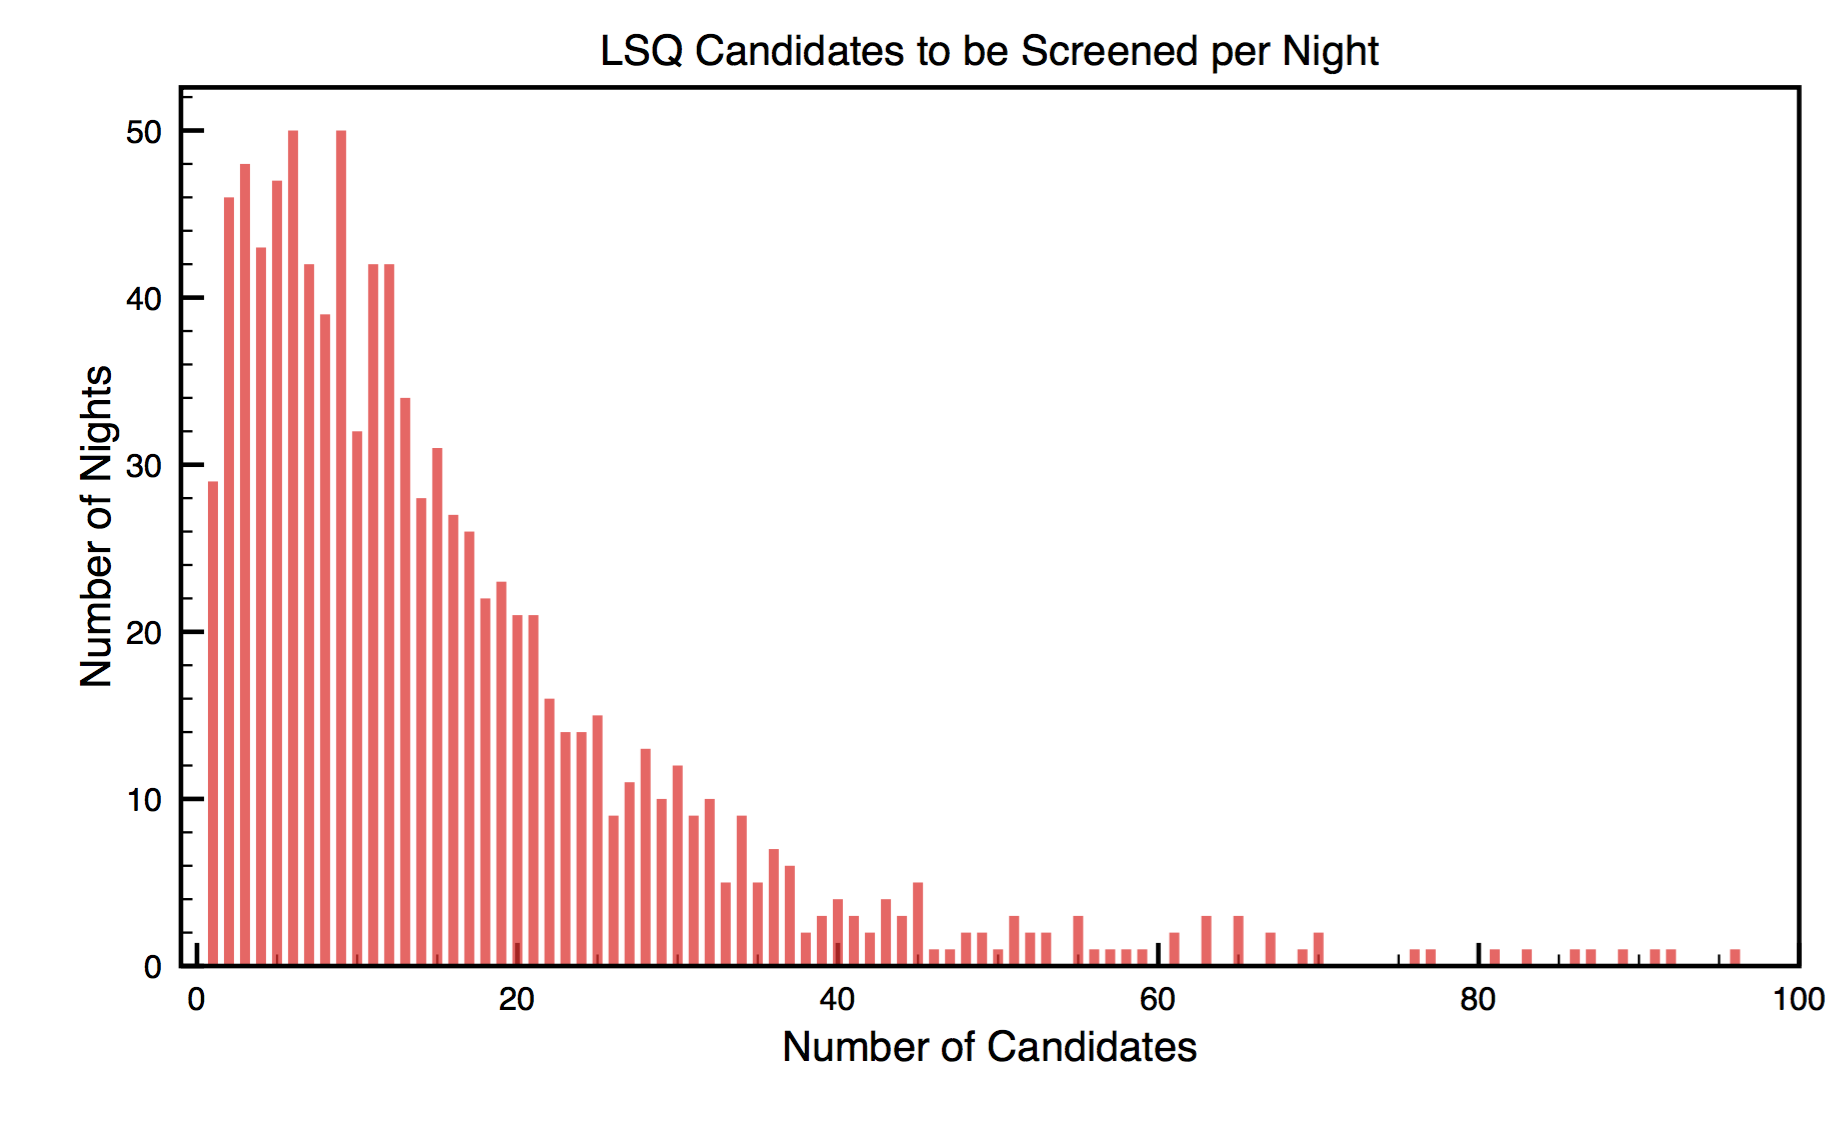 LSQ Candidates to be Screened per Night
Number of Nights
50
40
30
20
10
0
0 20 40 60 80 100
Number of Candidates